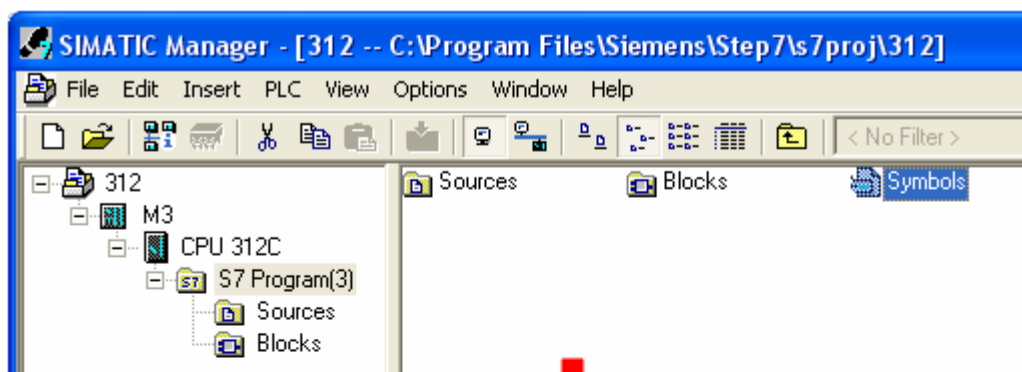 SIMATIC Manager - [312 -- C:\Program Files\Siemens\Step7\s7proj\312]
File Edit Insert PLC View Options Window Help
< No Filter >
312
M3
CPU 312C
S7 Program(3)
Sources
Blocks
Sources Blocks Symbols